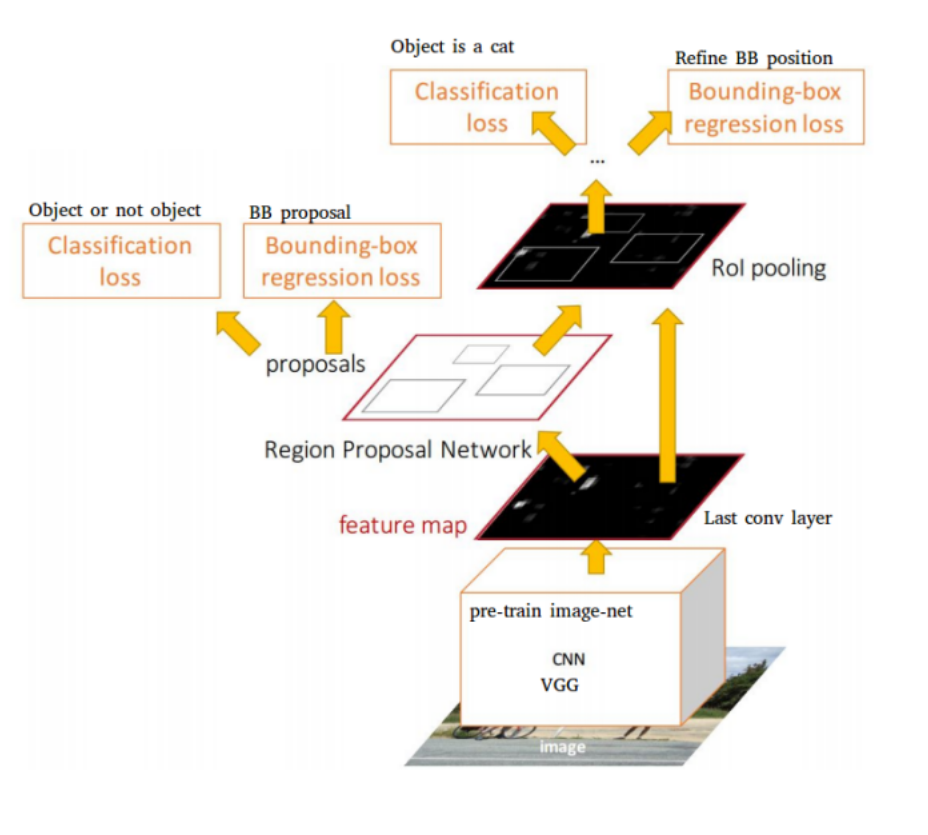 Object is a cat
Refine BB position
Classification
loss
Bounding-box
regression loss
...
Object or not object
BB proposal
Classification
loss
Bounding-box
regression loss
RoI pooling
proposals
Region Proposal Network
feature map
Last conv layer
pre-train image-net
CNN
VGG
image